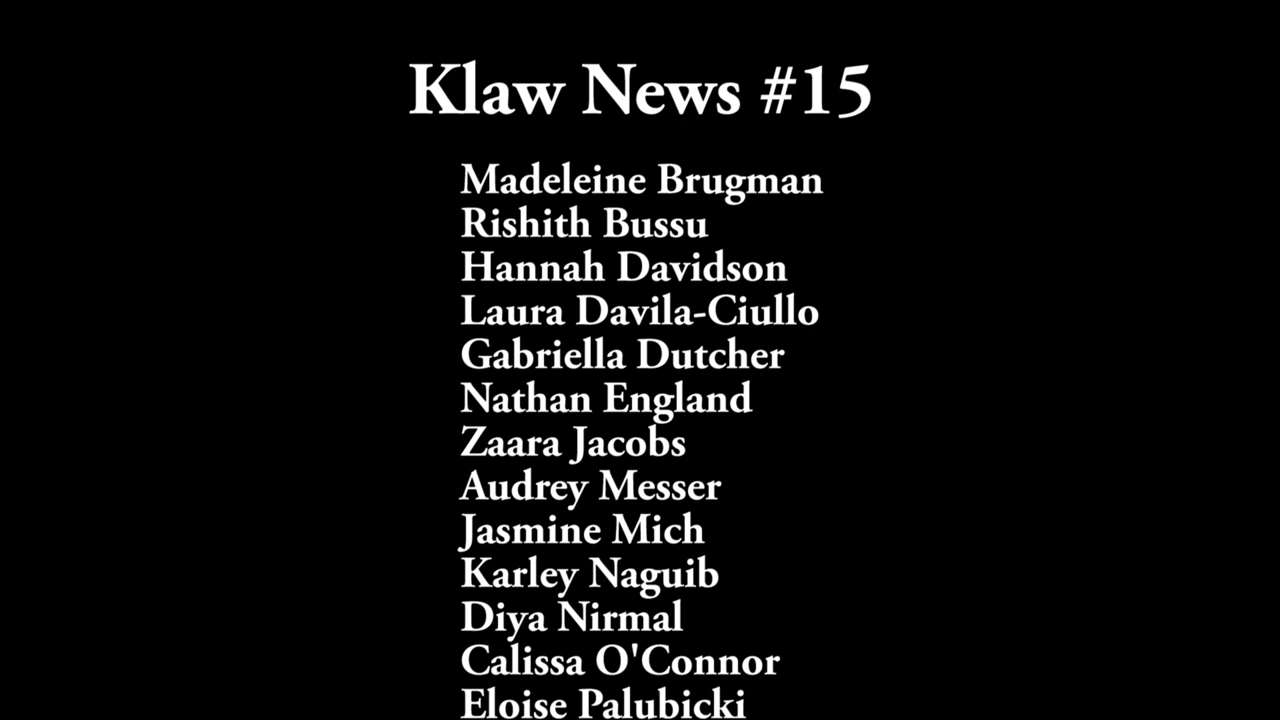 Klaw News #15
Madeleine Brugman
Rishith Bussu
Hannah Davidson
Laura Davila-Ciullo
Gabriella Dutcher
Nathan England
Zaara Jacobs
Audrey Messer
Jasmine Mich
Karley Naguib
Diya Nirmal
Calissa O'Connor
Eloise Palubicki